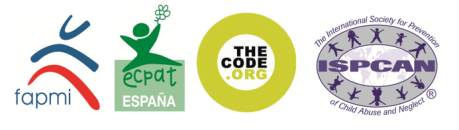 fapmi
ecpat
ESPAÑA
THE
CODE
.ORG
The International Society for Prevention
ISPCAN
®
of Child Abuse and Neglect